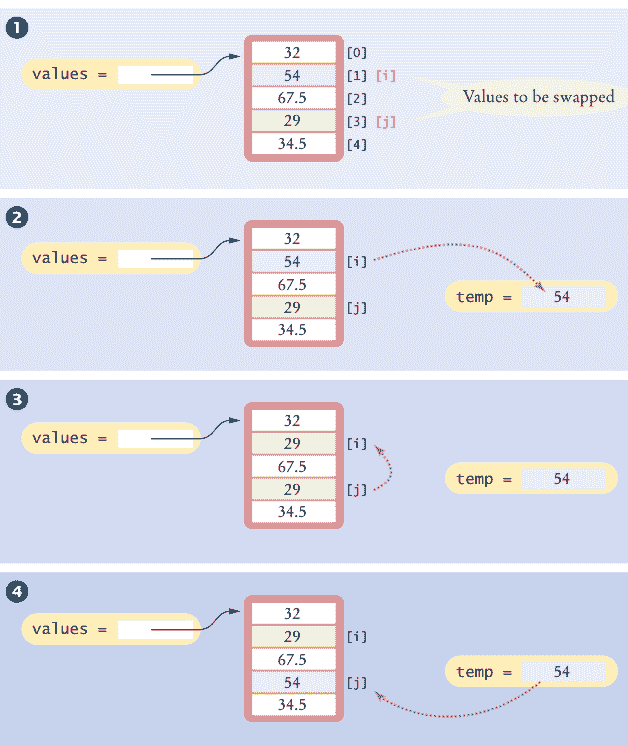 1
32 [0]
values = 54 [1] [i]
67.5 [2] Values to be swapped
29 [3] [j]
34.5 [4]
2
32
values = 54 [i]
67.5
temp = 54
29 [j]
34.5
3
32
values = 29 [i]
67.5
temp = 54
29 [j]
34.5
4
32
values = 29 [i]
67.5
temp = 54
54 [j]
34.5